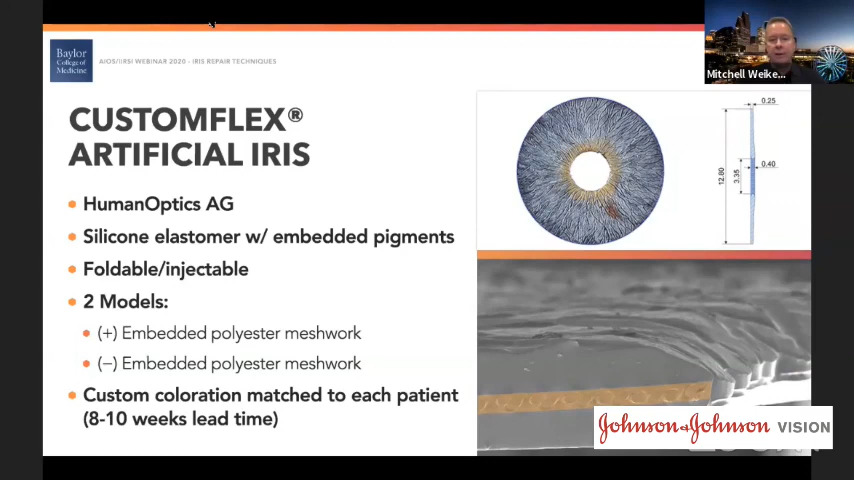 Baylor
College of
Medicine
AIOS/IIRSI WEBINAR 2020 - IRIS REPAIR TECHNIQUES
Mitchell Weike...
CUSTOMFLEX®
ARTIFICIAL IRIS
HumanOptics AG
Silicone elastomer w/ embedded pigments
Foldable/injectable
2 Models:
(+) Embedded polyester meshwork
(−) Embedded polyester meshwork
Custom coloration matched to each patient
(8-10 weeks lead time)
0.25
0.40
3.35
12.80
Johnson & Johnson VISION